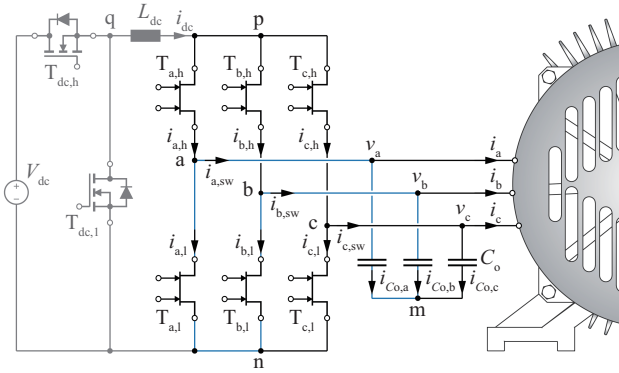 q L_dc i_dc p
T_dc,h T_a,h T_b,h T_c,h
i_a,h i_b,h i_c,h
a i_a,sw v_a i_a
V_dc b i_b,sw v_b i_b
T_dc,l c i_c,sw v_c i_c
i_a,l i_b,l i_c,l C_o
i_Co,a i_Co,b i_Co,c
T_a,l T_b,l T_c,l m
n
+
−